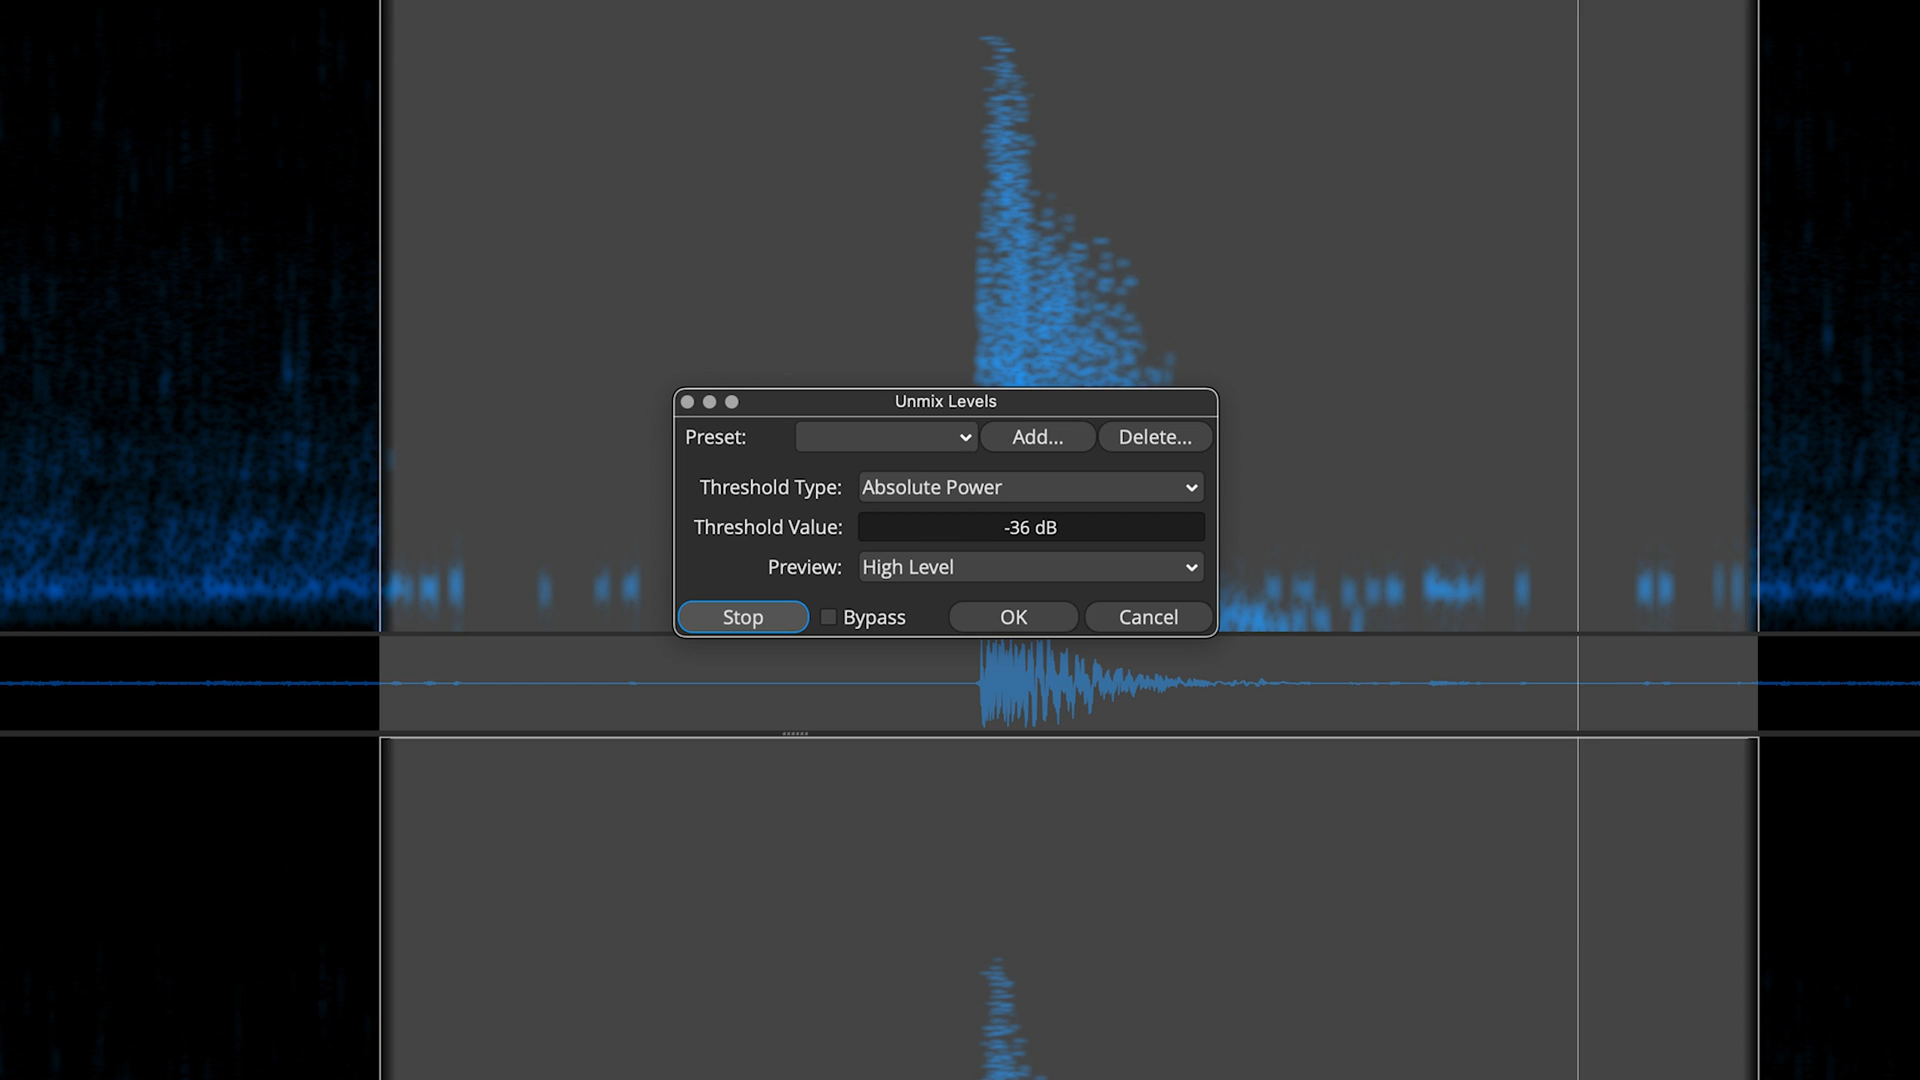 Unmix Levels
Preset: Add... Delete...
Threshold Type: Absolute Power
Threshold Value: -36 dB
Preview: High Level
Stop Bypass OK Cancel